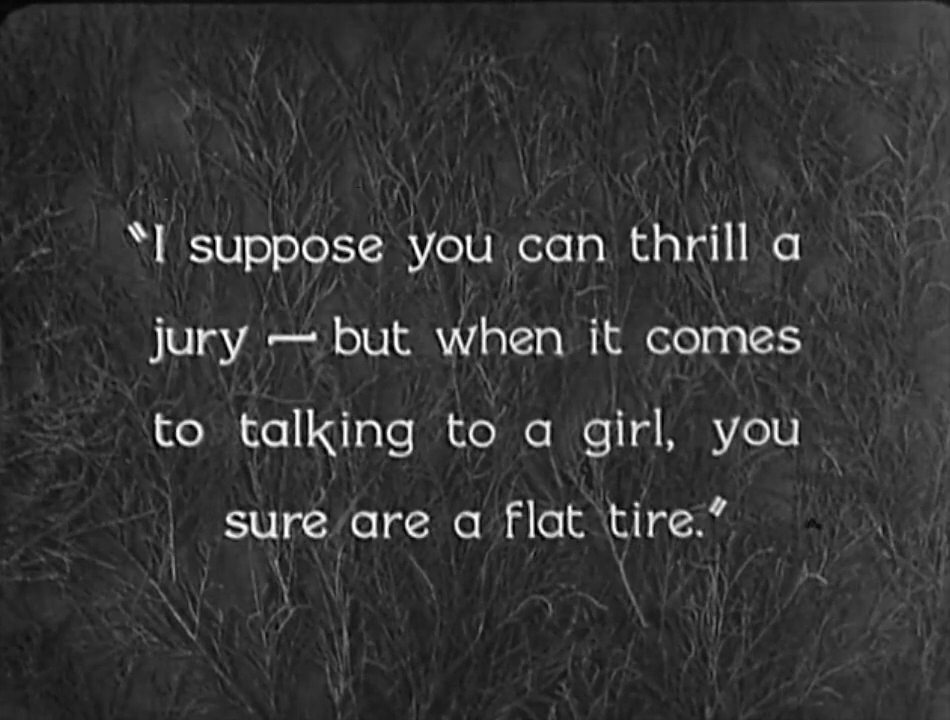 "I suppose you can thrill a
jury — but when it comes
to talking to a girl, you
sure are a flat tire."